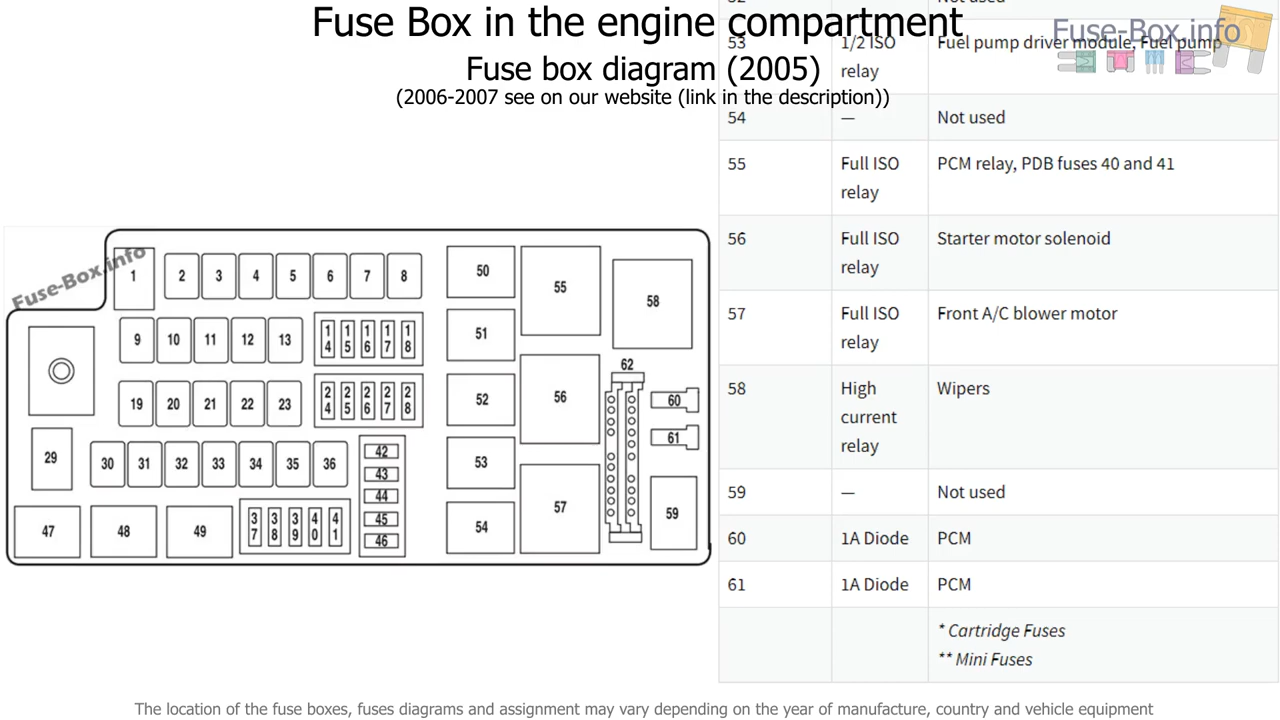 Fuse Box in the engine compartment
Fuse box diagram (2005)
(2006-2007 see on our website (link in the description))
Fuse-Box.info
53 1/2 ISO relay Fuel pump driver module, Fuel pump
54 — Not used
55 Full ISO relay PCM relay, PDB fuses 40 and 41
56 Full ISO relay Starter motor solenoid
57 Full ISO relay Front A/C blower motor
58 High current relay Wipers
59 — Not used
60 1A Diode PCM
61 1A Diode PCM
* Cartridge Fuses
** Mini Fuses
Fuse-Box.info
1 2 3 4 5 6 7 8 50 55 58
9 10 11 12 13 14 15 16 17 18 51
62
19 20 21 22 23 24 25 26 27 28 52 56 60
61
29 30 31 32 33 34 35 36 42 53
43
44
47 48 49 37 38 39 40 41 45 54 57 59
46
The location of the fuse boxes, fuses diagrams and assignment may vary depending on the year of manufacture, country and vehicle equipment